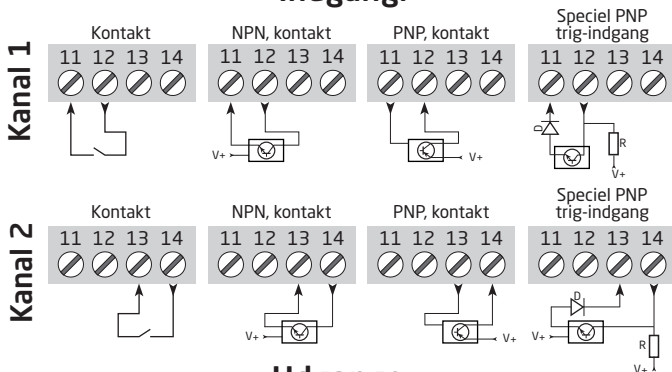 Kanal 1
Kontakt
11 12 13 14
NPN, kontakt
11 12 13 14
V+
PNP, kontakt
11 12 13 14
V+
Speciel PNP
trig-indgang
11 12 13 14
D
R
V+
Kanal 2
Kontakt
11 12 13 14
NPN, kontakt
11 12 13 14
V+
PNP, kontakt
11 12 13 14
V+
Speciel PNP
trig-indgang
11 12 13 14
D
V+
R
V+